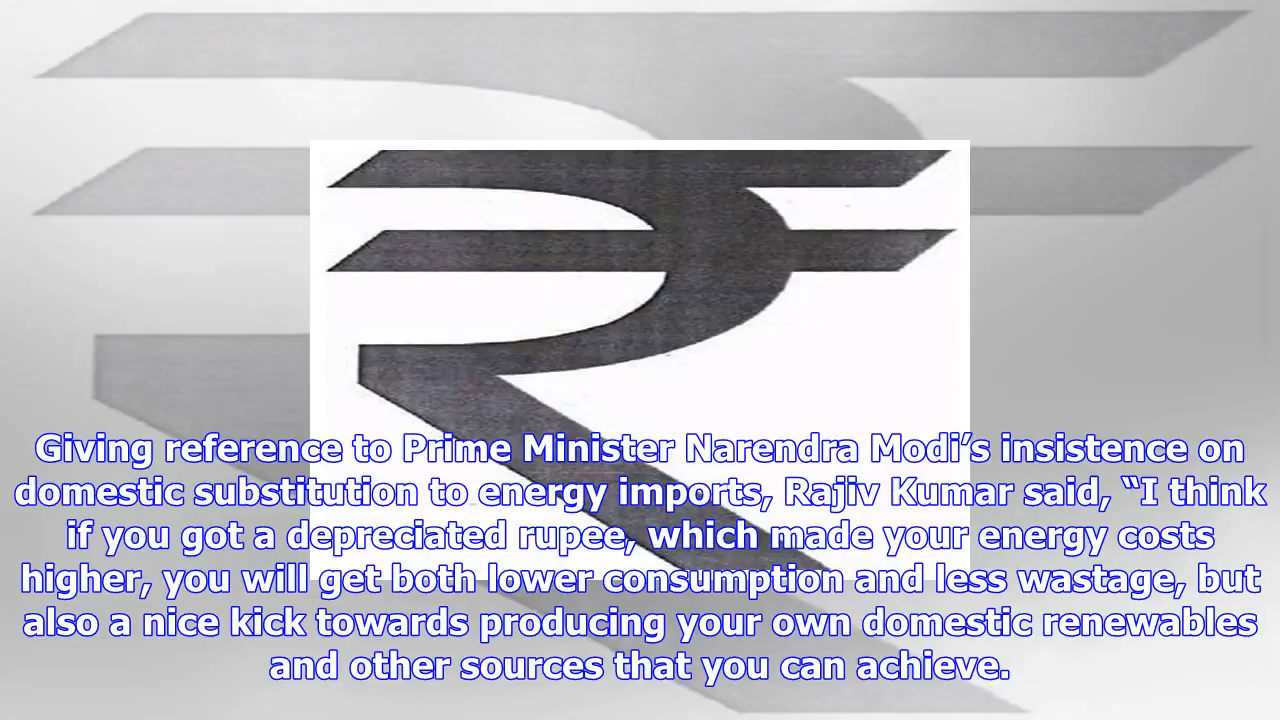 Giving reference to Prime Minister Narendra Modi’s insistence on
domestic substitution to energy imports, Rajiv Kumar said, “I think
if you got a depreciated rupee, which made your energy costs
higher, you will get both lower consumption and less wastage, but
also a nice kick towards producing your own domestic renewables
and other sources that you can achieve.